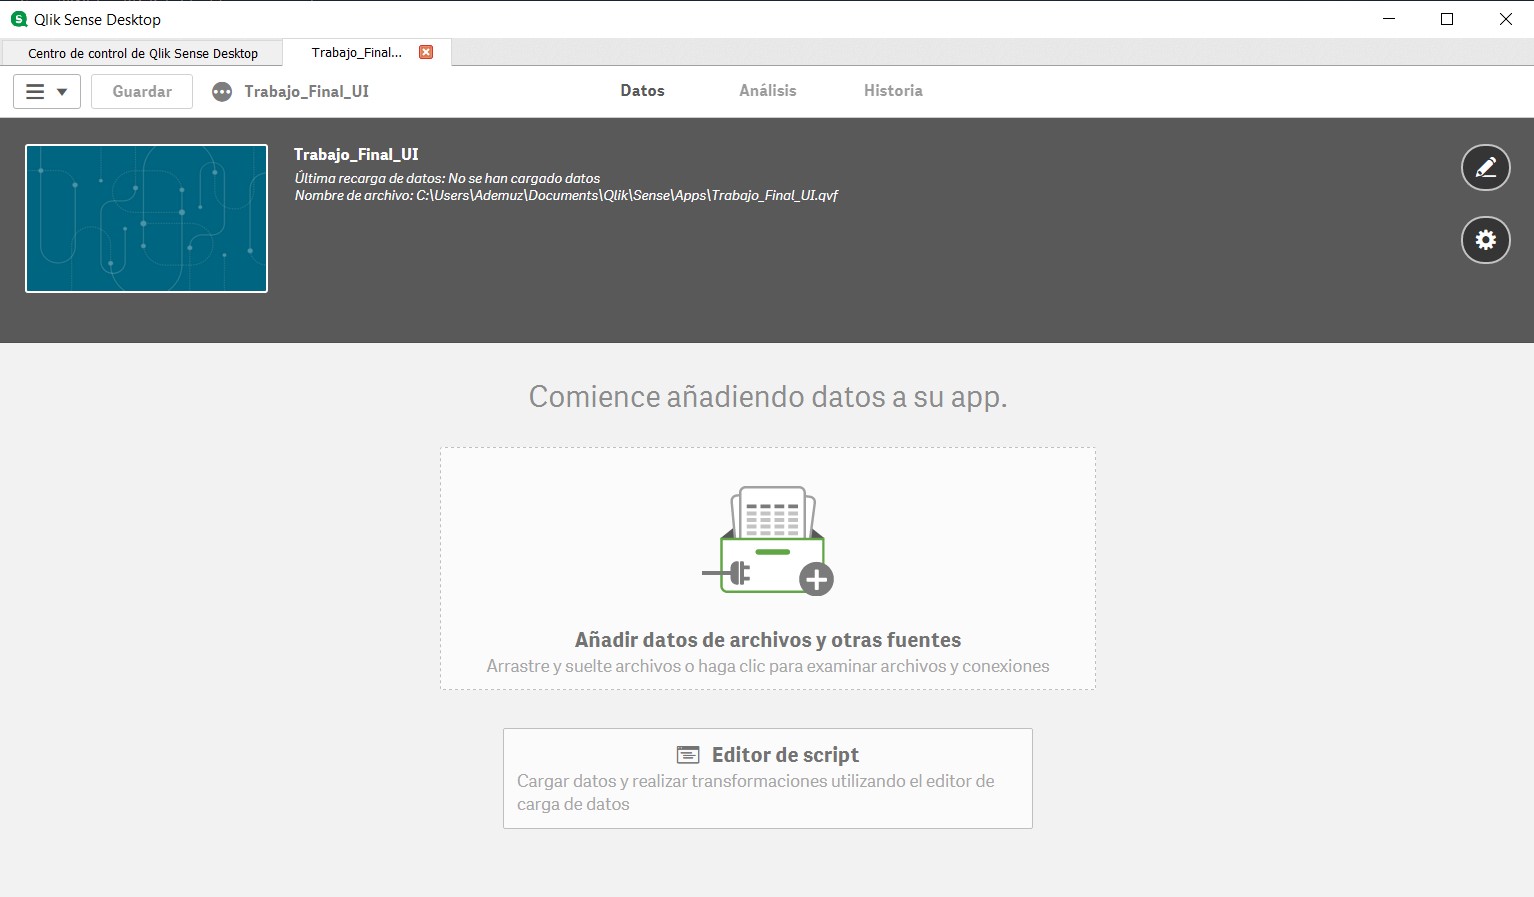 Qlik Sense Desktop
Centro de control de Qlik Sense Desktop
Trabajo_Final...
Guardar
Trabajo_Final_UI
Datos
Análisis
Historia
Trabajo_Final_UI
Última recarga de datos: No se han cargado datos
Nombre de archivo: C:\Users\Ademuz\Documents\Qlik\Sense\Apps\Trabajo_Final_UI.qvf
Comience añadiendo datos a su app.
Añadir datos de archivos y otras fuentes
Arrastre y suelte archivos o haga clic para examinar archivos y conexiones
Editor de script
Cargar datos y realizar transformaciones utilizando el editor de
carga de datos